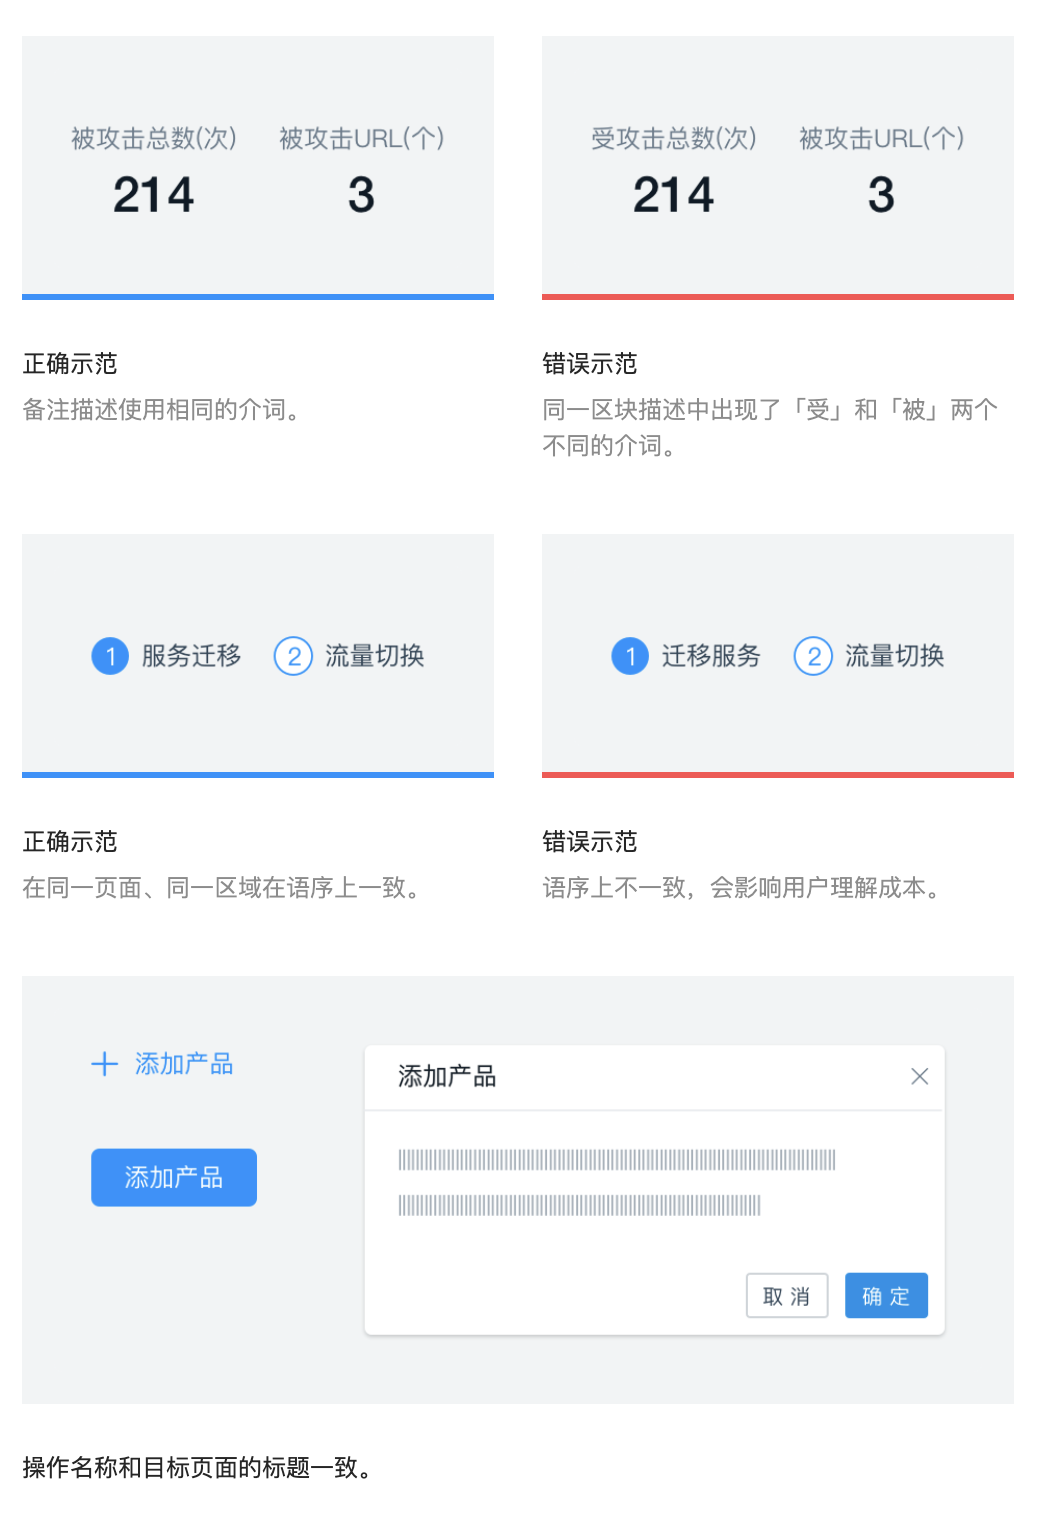 被攻击总数(次) 被攻击URL(个)
214 3
受攻击总数(次) 被攻击URL(个)
214 3
正确示范
备注描述使用相同的介词。
错误示范
同一区块描述中出现了「受」和「被」两个
不同的介词。
1 服务迁移 2 流量切换
1 迁移服务 2 流量切换
正确示范
在同一页面、同一区域在语序上一致。
错误示范
语序上不一致，会影响用户理解成本。
添加产品
添加产品
添加产品
取 消 确 定
操作名称和目标页面的标题一致。